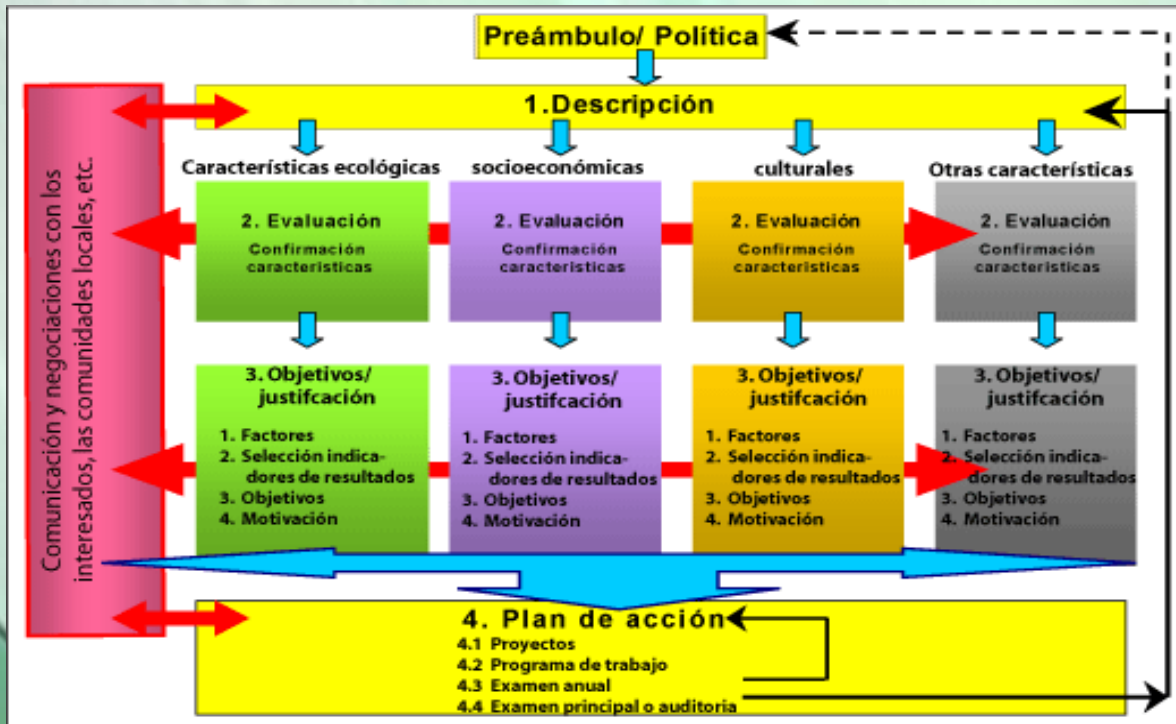 Preámbulo/ Política
Comunicación y negociaciones con los
interesados, las comunidades locales, etc.
1.Descripción
Características ecológicas
socioeconómicas
culturales
Otras características
2. Evaluación
Confirmación
caracteristicas
2. Evaluación
Confirmación
caracteristicas
2. Evaluación
Confirmación
caracteristicas
2. Evaluación
Confirmación
caracteristicas
3. Objetivos/
justifcación
1. Factores
2. Selección indica-
dores de resultados
3. Objetivos
4. Motivación
3. Objetivos/
justifcación
1. Factores
2. Selección indica-
dores de resultados
3. Objetivos
4. Motivación
3. Objetivos/
justifcación
1. Factores
2. Selección indica-
dores de resultados
3. Objetivos
4. Motivación
3. Objetivos/
justifcación
1. Factores
2. Selección indica-
dores de resultados
3. Objetivos
4. Motivación
4. Plan de acción
4.1 Proyectos
4.2 Programa de trabajo
4.3 Examen anual
4.4 Examen principal o auditoria